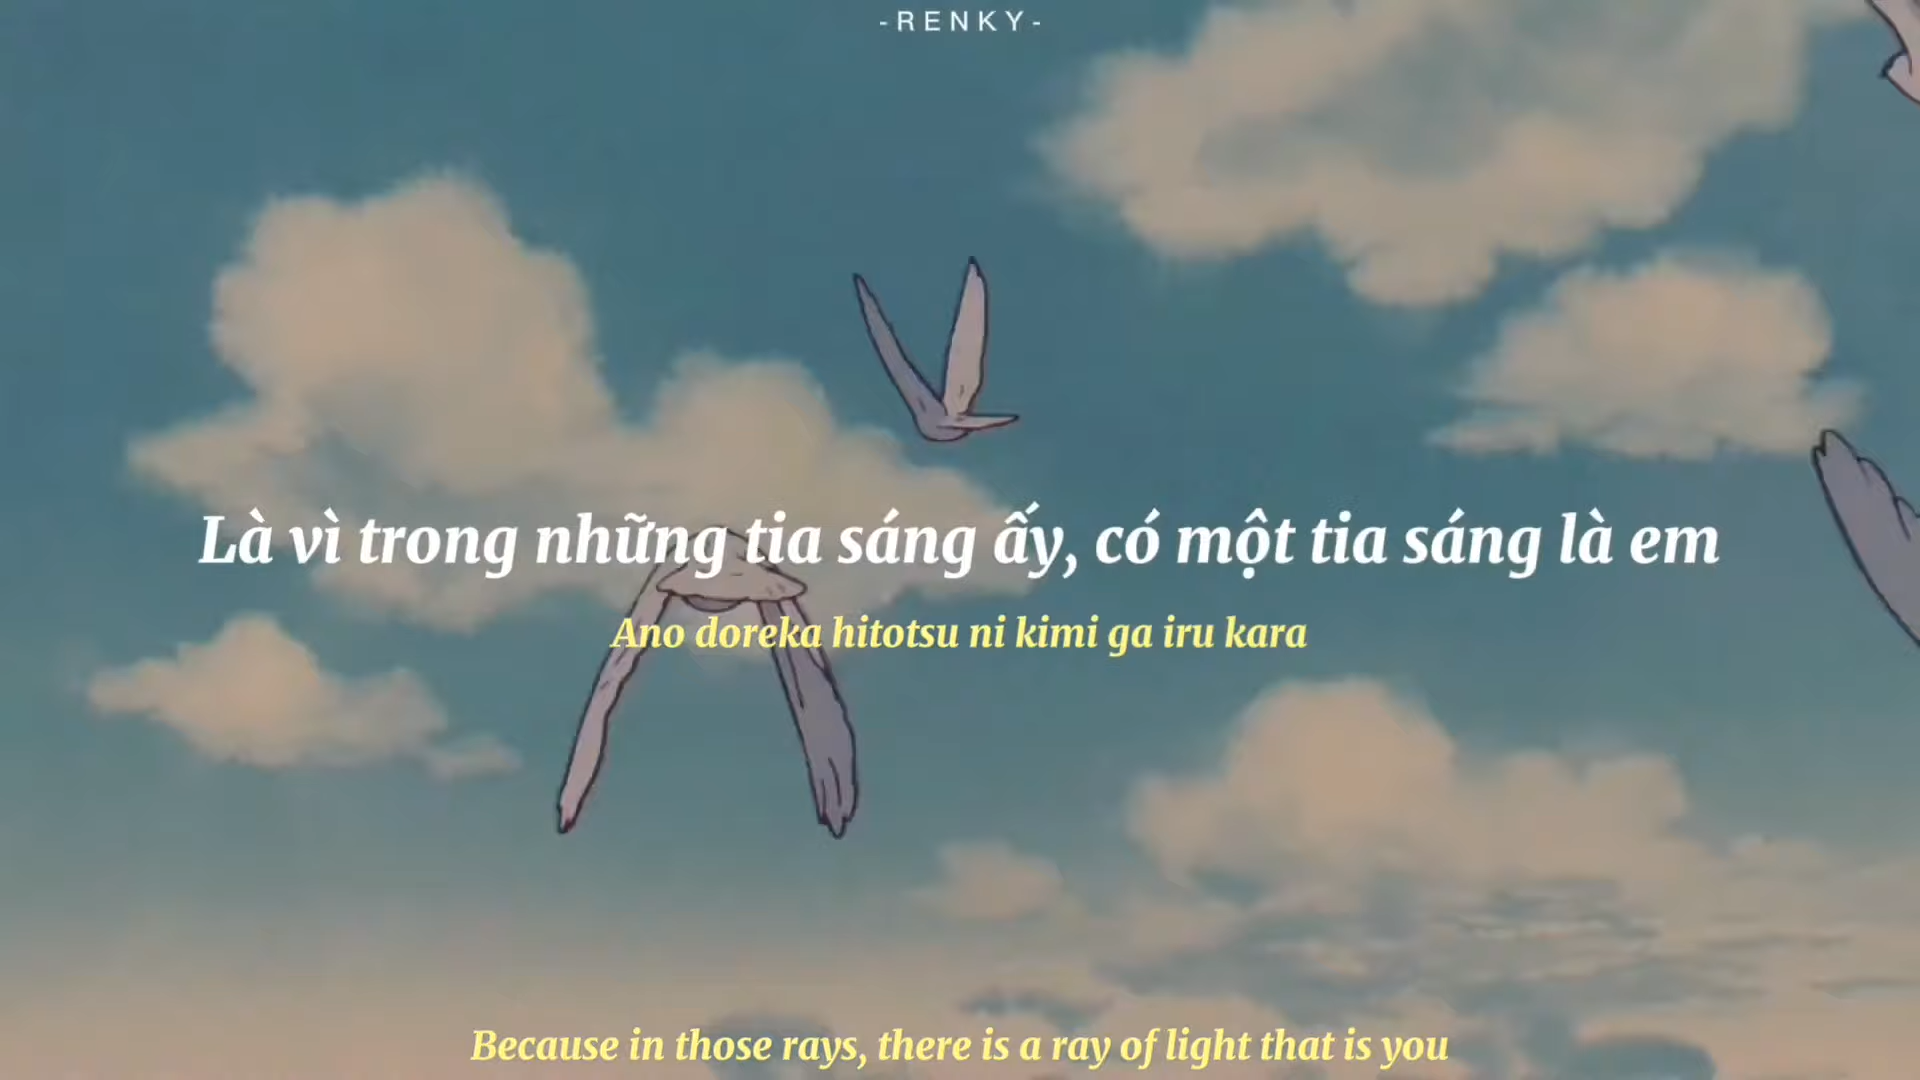 -RENKY-
Là vì trong những tia sáng ấy, có một tia sáng là em
Ano doreka hitotsu ni kimi ga iru kara
Because in those rays, there is a ray of light that is you